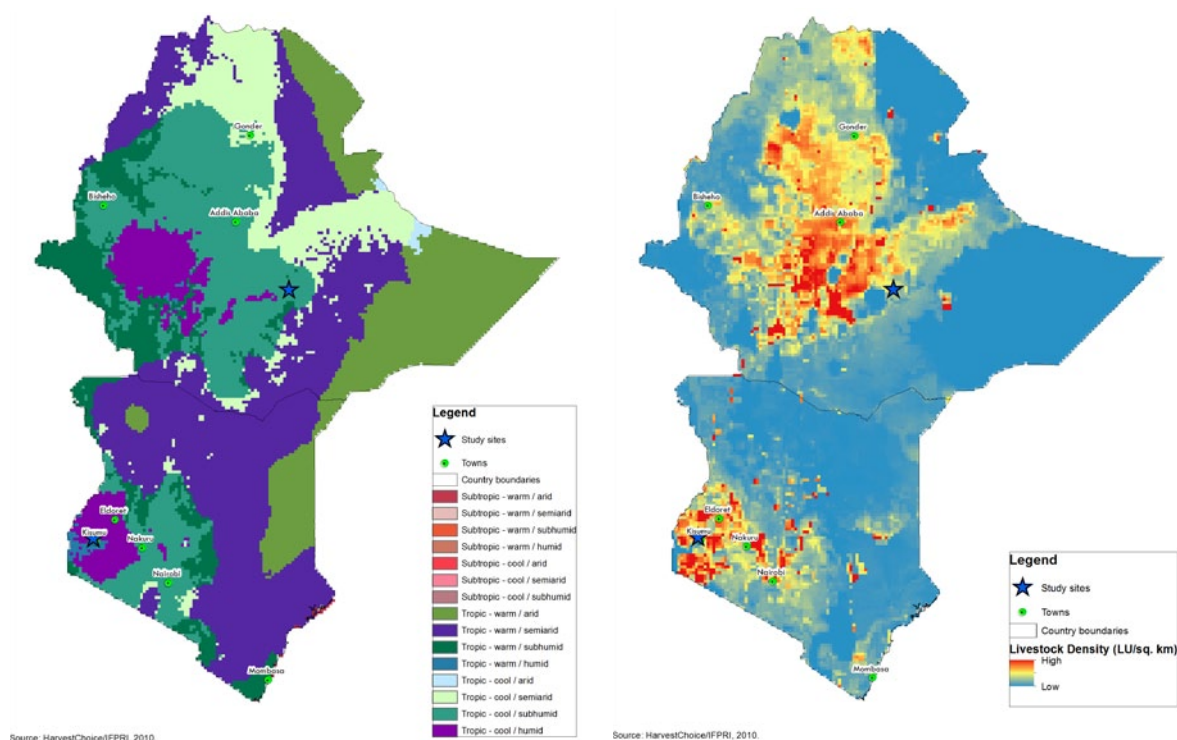 Gonder
Bisheho
Addis Ababa
Eldoret
Kisumu
Nakuru
Nairobi
Mombasa
Legend
Study sites
Towns
Country boundaries
Subtropic - warm / arid
Subtropic - warm / semiarid
Subtropic - warm / subhumid
Subtropic - warm / humid
Subtropic - cool / arid
Subtropic - cool / semiarid
Subtropic - cool / subhumid
Tropic - warm / arid
Tropic - warm / semiarid
Tropic - warm / subhumid
Tropic - warm / humid
Tropic - cool / arid
Tropic - cool / semiarid
Tropic - cool / subhumid
Tropic - cool / humid
Source: HarvestChoice/IFPRI, 2010.
Gonder
Bisheho
Addis Ababa
Eldoret
Kisumu
Nakuru
Nairobi
Mombasa
Legend
Study sites
Towns
Country boundaries
Livestock Density (LU/sq. km)
High
Low
Source: HarvestChoice/IFPRI, 2010.